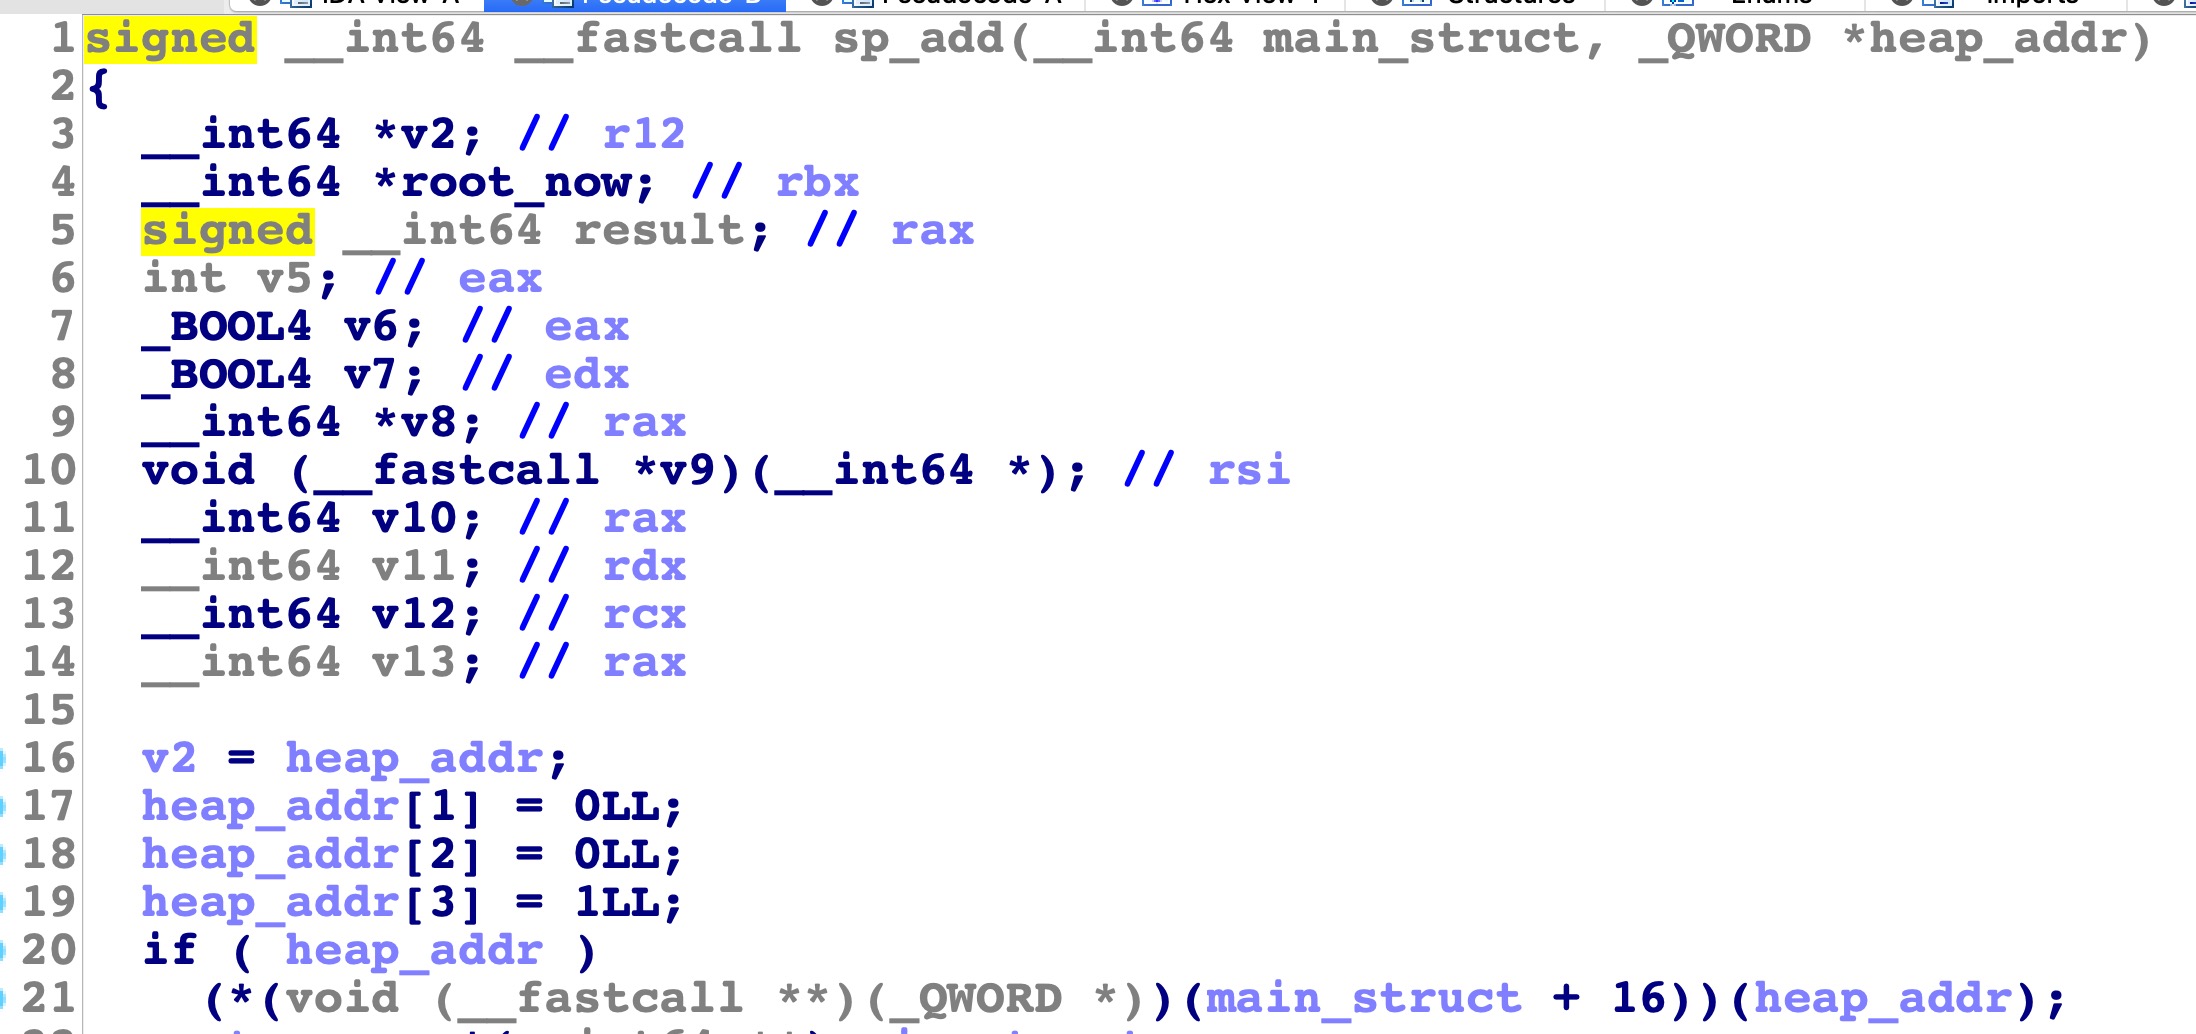 1 signed __int64 __fastcall sp_add(__int64 main_struct, _QWORD *heap_addr)
2 {
3 __int64 *v2; // r12
4 __int64 *root_now; // rbx
5 signed __int64 result; // rax
6 int v5; // eax
7 _BOOL4 v6; // eax
8 _BOOL4 v7; // edx
9 __int64 *v8; // rax
10 void (__fastcall *v9)(__int64 *); // rsi
11 __int64 v10; // rax
12 __int64 v11; // rdx
13 __int64 v12; // rcx
14 __int64 v13; // rax
15
16 v2 = heap_addr;
17 heap_addr[1] = 0LL;
18 heap_addr[2] = 0LL;
19 heap_addr[3] = 1LL;
20 if ( heap_addr )
21 (*(void (__fastcall **)(_QWORD *))(main_struct + 16))(heap_addr);